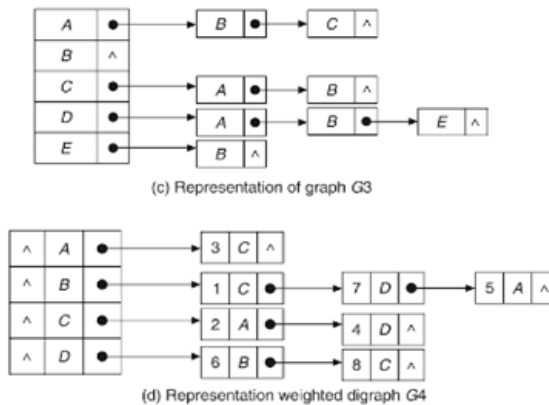 A B C ^
B ^
C A B ^
D A B E ^
E B ^
(c) Representation of graph G3
^ A 3 C ^
^ B 1 C 7 D 5 A ^
^ C 2 A 4 D ^
^ D 6 B 8 C ^
(d) Representation weighted digraph G4